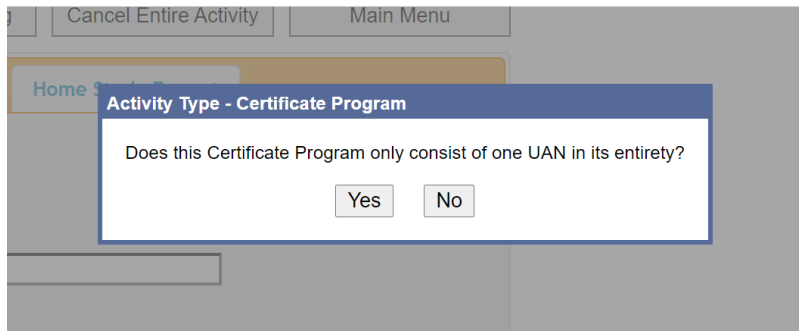 Cancel Entire Activity
Main Menu
Home
Activity Type - Certificate Program
Does this Certificate Program only consist of one UAN in its entirety?
Yes
No